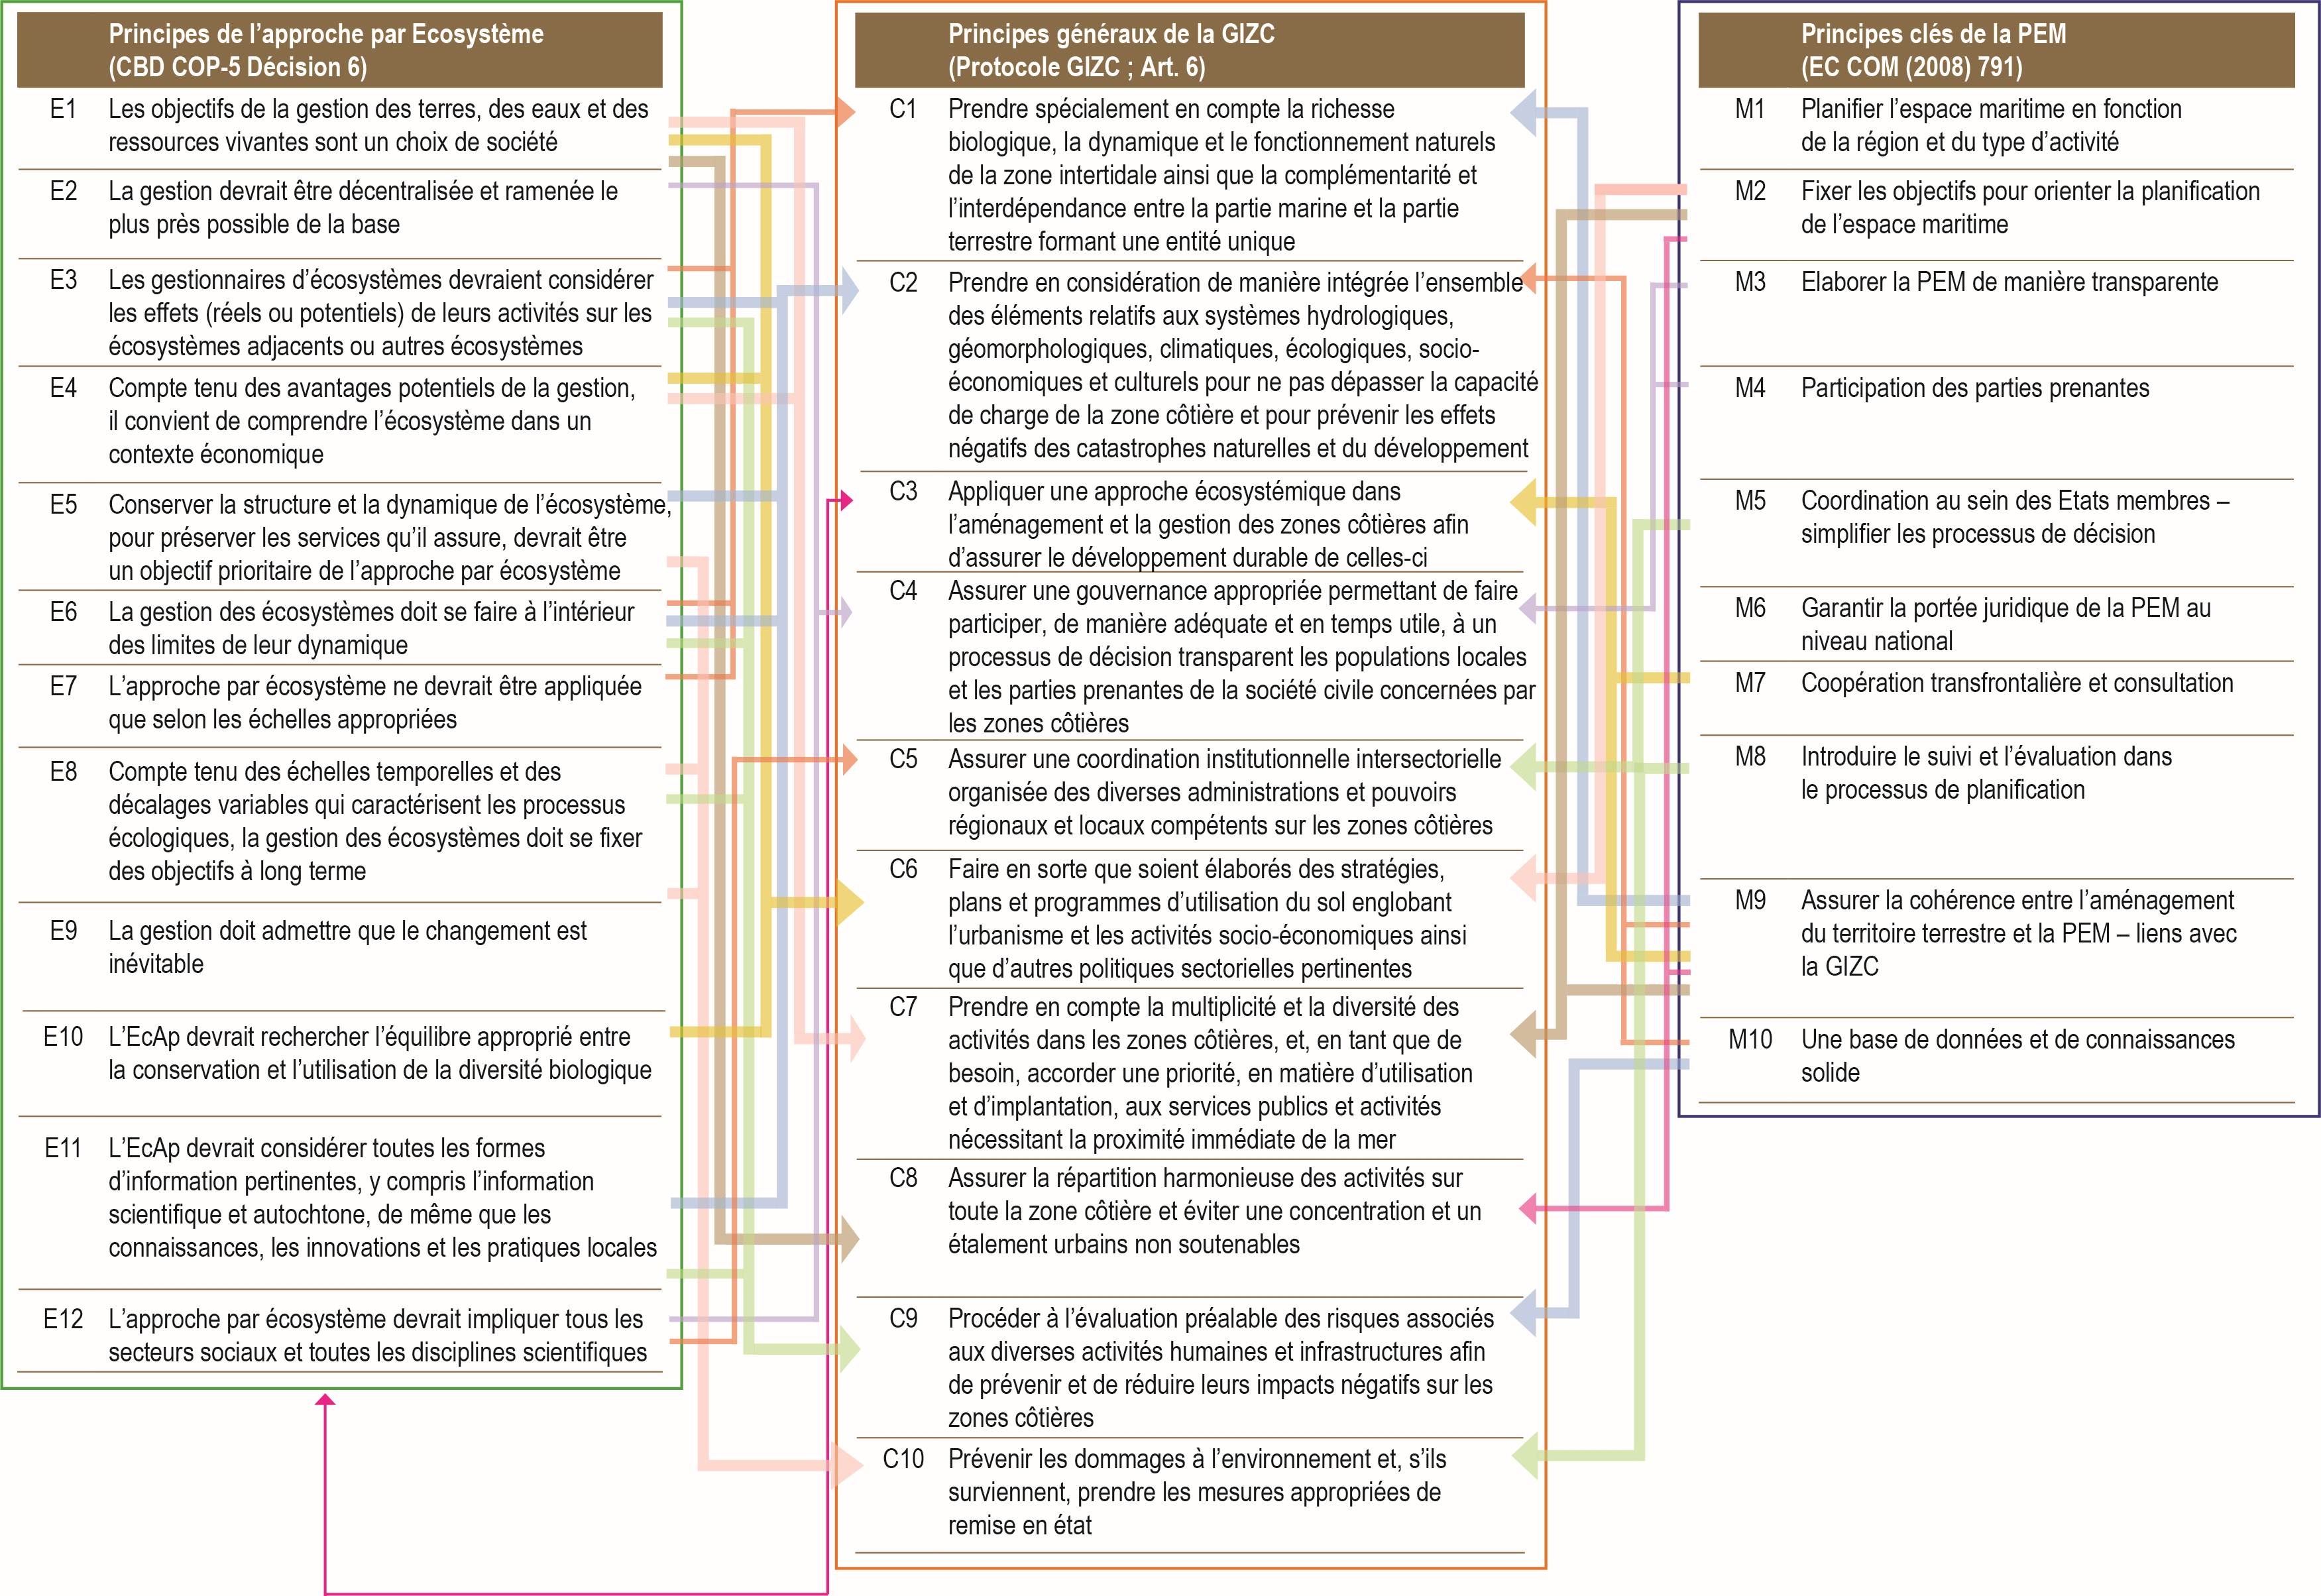 Principes de l’approche par Ecosystème
(CBD COP-5 Décision 6)
E1 Les objectifs de la gestion des terres, des eaux et des
ressources vivantes sont un choix de société
E2 La gestion devrait être décentralisée et ramenée le
plus près possible de la base
E3 Les gestionnaires d’écosystèmes devraient considérer
les effets (réels ou potentiels) de leurs activités sur les
écosystèmes adjacents ou autres écosystèmes
E4 Compte tenu des avantages potentiels de la gestion,
il convient de comprendre l’écosystème dans un
contexte économique
E5 Conserver la structure et la dynamique de l’écosystème,
pour préserver les services qu’il assure, devrait être
un objectif prioritaire de l’approche par écosystème
E6 La gestion des écosystèmes doit se faire à l’intérieur
des limites de leur dynamique
E7 L’approche par écosystème ne devrait être appliquée
que selon les échelles appropriées
E8 Compte tenu des échelles temporelles et des
décalages variables qui caractérisent les processus
écologiques, la gestion des écosystèmes doit se fixer
des objectifs à long terme
E9 La gestion doit admettre que le changement est
inévitable
E10 L’EcAp devrait rechercher l’équilibre approprié entre
la conservation et l’utilisation de la diversité biologique
E11 L’EcAp devrait considérer toutes les formes
d’information pertinentes, y compris l’information
scientifique et autochtone, de même que les
connaissances, les innovations et les pratiques locales
E12 L’approche par écosystème devrait impliquer tous les
secteurs sociaux et toutes les disciplines scientifiques
Principes généraux de la GIZC
(Protocole GIZC ; Art. 6)
C1 Prendre spécialement en compte la richesse
biologique, la dynamique et le fonctionnement naturels
de la zone intertidale ainsi que la complémentarité et
l’interdépendance entre la partie marine et la partie
terrestre formant une entité unique
C2 Prendre en considération de manière intégrée l’ensemble
des éléments relatifs aux systèmes hydrologiques,
géomorphologiques, climatiques, écologiques, socio-
économiques et culturels pour ne pas dépasser la capacité
de charge de la zone côtière et pour prévenir les effets
négatifs des catastrophes naturelles et du développement
C3 Appliquer une approche écosystémique dans
l’aménagement et la gestion des zones côtières afin
d’assurer le développement durable de celles-ci
C4 Assurer une gouvernance appropriée permettant de faire
participer, de manière adéquate et en temps utile, à un
processus de décision transparent les populations locales
et les parties prenantes de la société civile concernées par
les zones côtières
C5 Assurer une coordination institutionnelle intersectorielle
organisée des diverses administrations et pouvoirs
régionaux et locaux compétents sur les zones côtières
C6 Faire en sorte que soient élaborés des stratégies,
plans et programmes d’utilisation du sol englobant
l’urbanisme et les activités socio-économiques ainsi
que d’autres politiques sectorielles pertinentes
C7 Prendre en compte la multiplicité et la diversité des
activités dans les zones côtières, et, en tant que de
besoin, accorder une priorité, en matière d’utilisation
et d’implantation, aux services publics et activités
nécessitant la proximité immédiate de la mer
C8 Assurer la répartition harmonieuse des activités sur
toute la zone côtière et éviter une concentration et un
étalement urbains non soutenables
C9 Procéder à l’évaluation préalable des risques associés
aux diverses activités humaines et infrastructures afin
de prévenir et de réduire leurs impacts négatifs sur les
zones côtières
C10 Prévenir les dommages à l’environnement et, s’ils
surviennent, prendre les mesures appropriées de
remise en état
Principes clés de la PEM
(EC COM (2008) 791)
M1 Planifier l’espace maritime en fonction
de la région et du type d’activité
M2 Fixer les objectifs pour orienter la planification
de l’espace maritime
M3 Elaborer la PEM de manière transparente
M4 Participation des parties prenantes
M5 Coordination au sein des Etats membres –
simplifier les processus de décision
M6 Garantir la portée juridique de la PEM au
niveau national
M7 Coopération transfrontalière et consultation
M8 Introduire le suivi et l’évaluation dans
le processus de planification
M9 Assurer la cohérence entre l’aménagement
du territoire terrestre et la PEM – liens avec
la GIZC
M10 Une base de données et de connaissances
solide